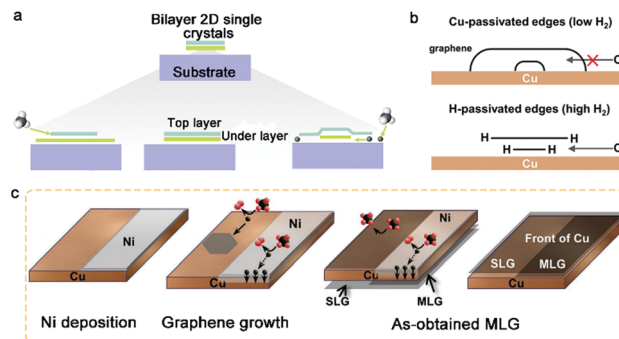 a
Bilayer 2D single
crystals
Substrate
Top layer
Under layer
b
Cu-passivated edges (low H2)
graphene
C
Cu
H-passivated edges (high H2)
H H
H H
C
Cu
c
Ni
Cu
Ni deposition
Ni
Cu
Graphene growth
Ni
Cu
SLG
MLG
Front of Cu
SLG MLG
Cu
As-obtained MLG